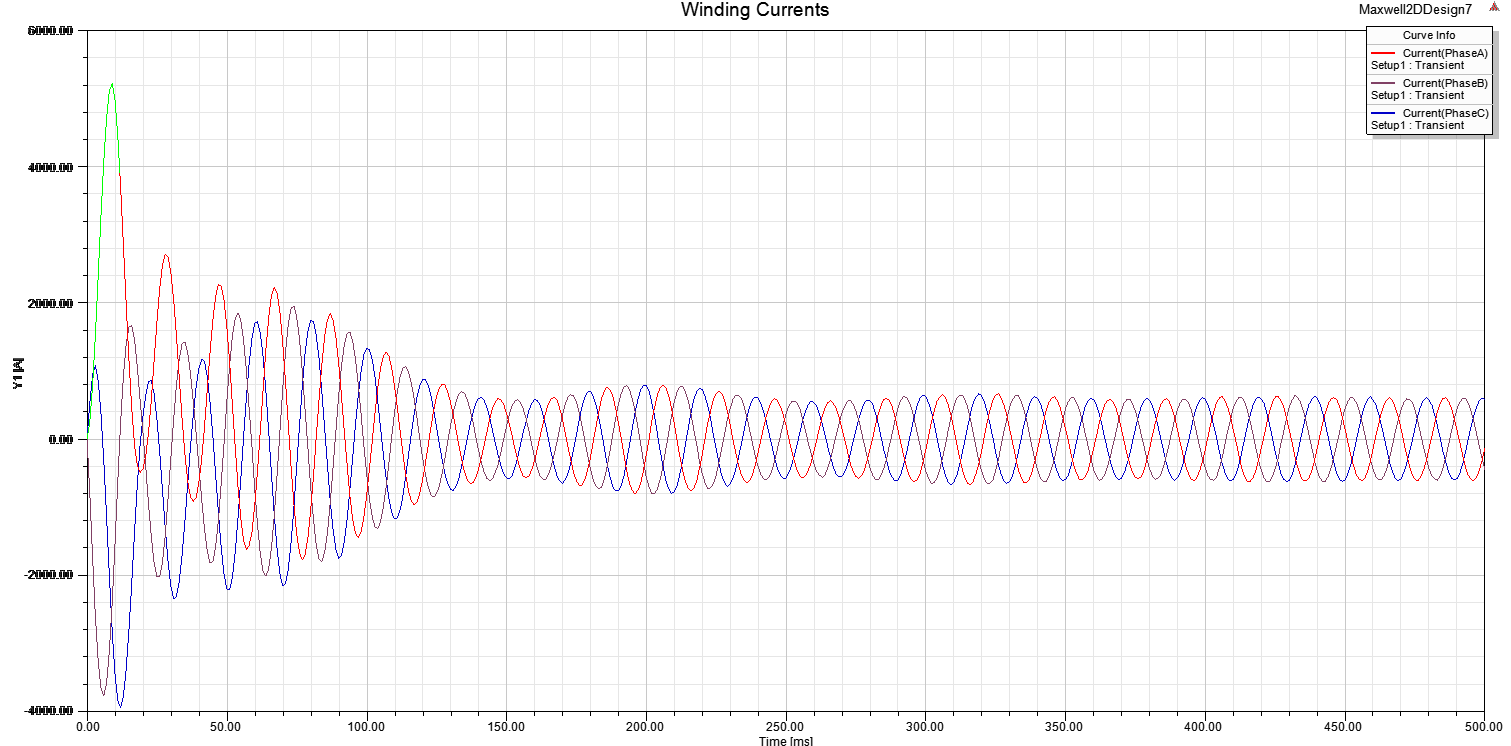 Winding Currents
Maxwell2DDesign7
Curve Info
Current(PhaseA)
Setup1 : Transient
Current(PhaseB)
Setup1 : Transient
Current(PhaseC)
Setup1 : Transient
6000.00
4000.00
2000.00
0.00
-2000.00
-4000.00
Y1 [A]
0.00 50.00 100.00 150.00 200.00 250.00 300.00 350.00 400.00 450.00 500.00
Time [ms]